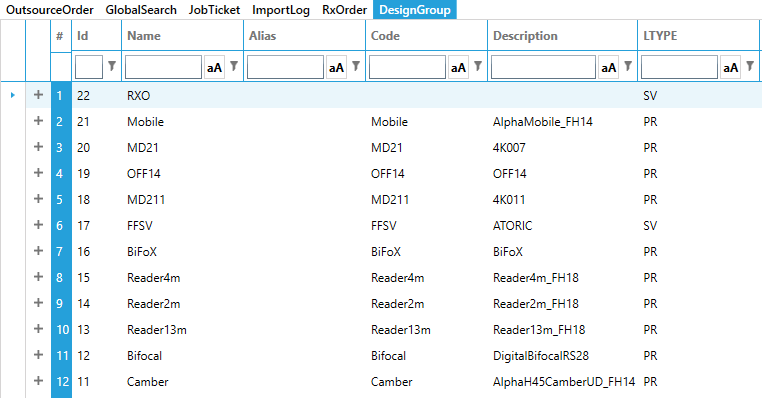 OutsourceOrder GlobalSearch JobTicket ImportLog RxOrder DesignGroup
# Id Name Alias Code Description LTYPE
aA aA aA aA aA
1 22 RXO SV
2 21 Mobile Mobile AlphaMobile_FH14 PR
3 20 MD21 MD21 4K007 PR
4 19 OFF14 OFF14 OFF14 PR
5 18 MD211 MD211 4K011 PR
6 17 FFSV FFSV ATORIC SV
7 16 BiFoX BiFoX BiFoX PR
8 15 Reader4m Reader4m Reader4m_FH18 PR
9 14 Reader2m Reader2m Reader2m_FH18 PR
10 13 Reader13m Reader13m Reader13m_FH18 PR
11 12 Bifocal Bifocal DigitalBifocalRS28 PR
12 11 Camber Camber AlphaH45CamberUD_FH14 PR